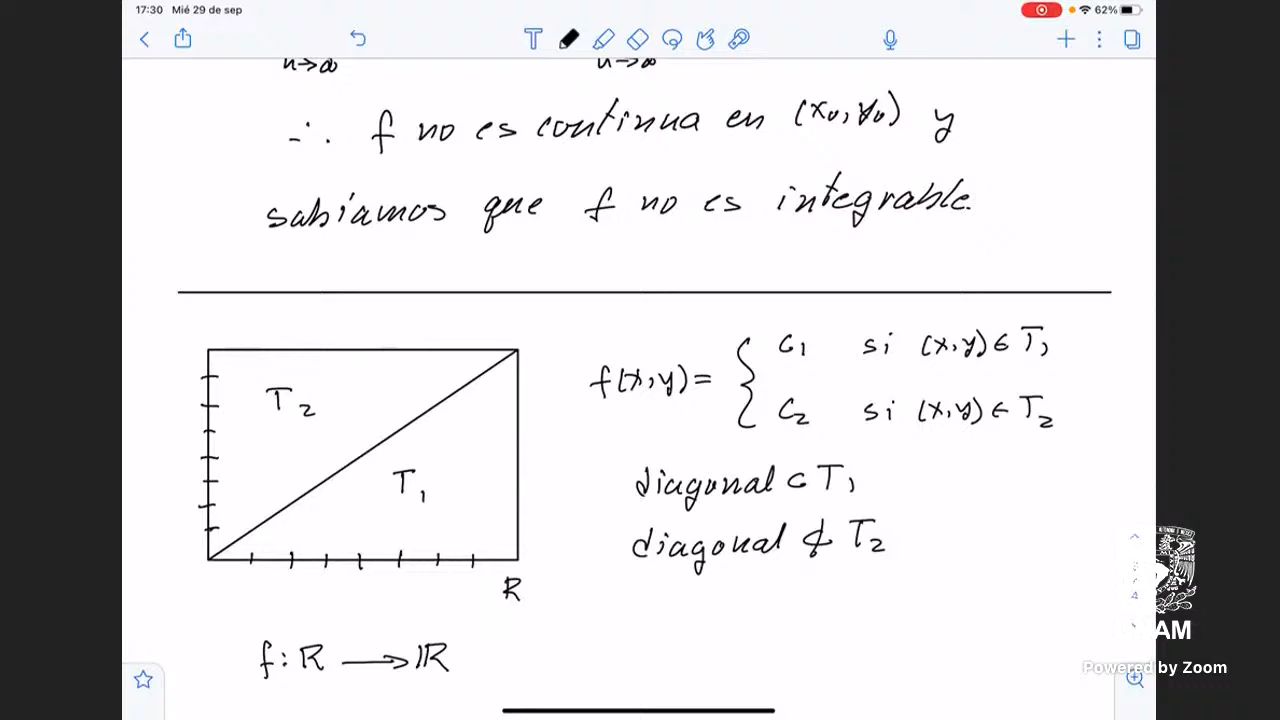 17:30 Mié 29 de sep
62%
n→∞ n→∞
∴ f no es continua en (x₀, y₀) y
sabíamos que f no es integrable.
T₂
T₁
R
f(x,y) = { C₁ si (x,y) ∈ T₁
C₂ si (x,y) ∈ T₂
diagonal ⊂ T₁
diagonal ⊄ T₂
f: R ⟶ ℝ
Powered by Zoom